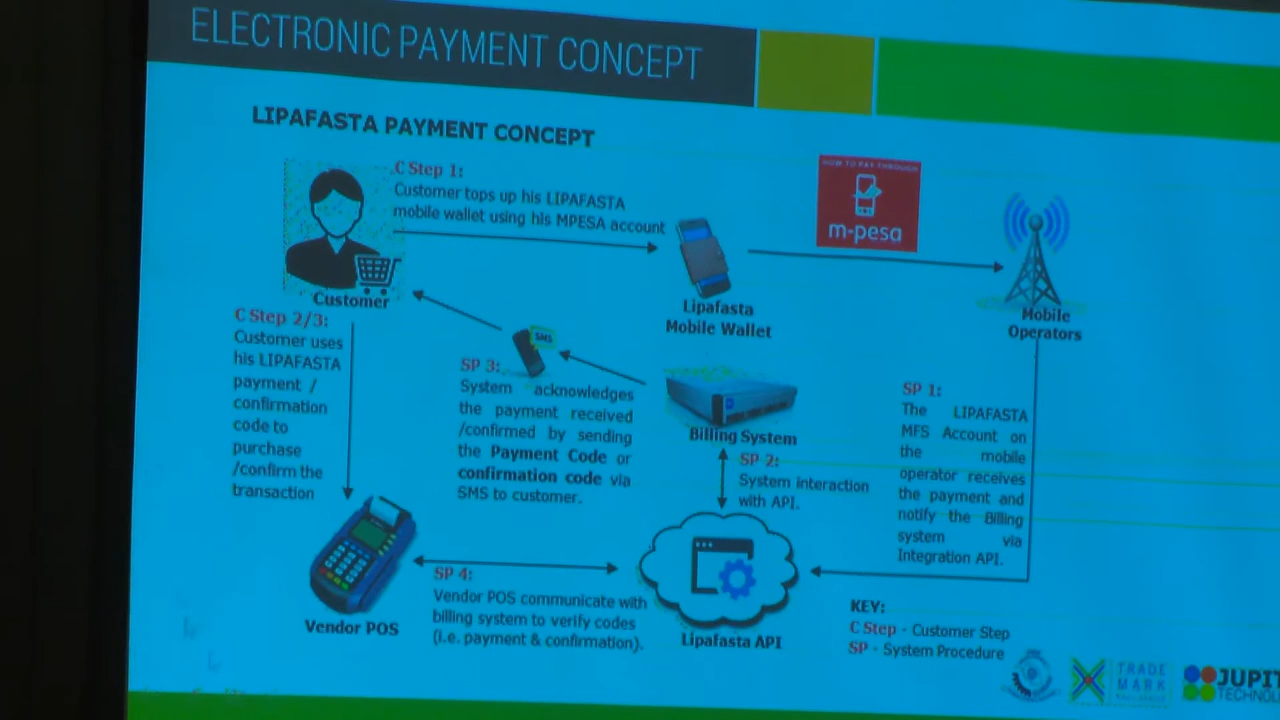 ELECTRONIC PAYMENT CONCEPT
LIPAFASTA PAYMENT CONCEPT
C Step 1:
Customer tops up his LIPAFASTA
mobile wallet using his MPESA account
HOW TO PAY THROUGH
m-pesa
Customer
Lipafasta
Mobile Wallet
Mobile
Operators
C Step 2/3:
Customer uses
his LIPAFASTA
payment /
confirmation
code to
purchase
/confirm the
transaction
SMS
SP 3:
System acknowledges
the payment received
/confirmed by sending
the Payment Code or
confirmation code via
SMS to customer.
Billing System
SP 2:
System interaction
with API.
SP 1:
The LIPAFASTA
MFS Account on
the mobile
operator receives
the payment and
notify the Billing
system via
Integration API.
Vendor POS
SP 4:
Vendor POS communicate with
billing system to verify codes
(i.e. payment & confirmation).
Lipafasta API
KEY:
C Step - Customer Step
SP - System Procedure
TRADE
MARK
JUPIT
TECHNOL